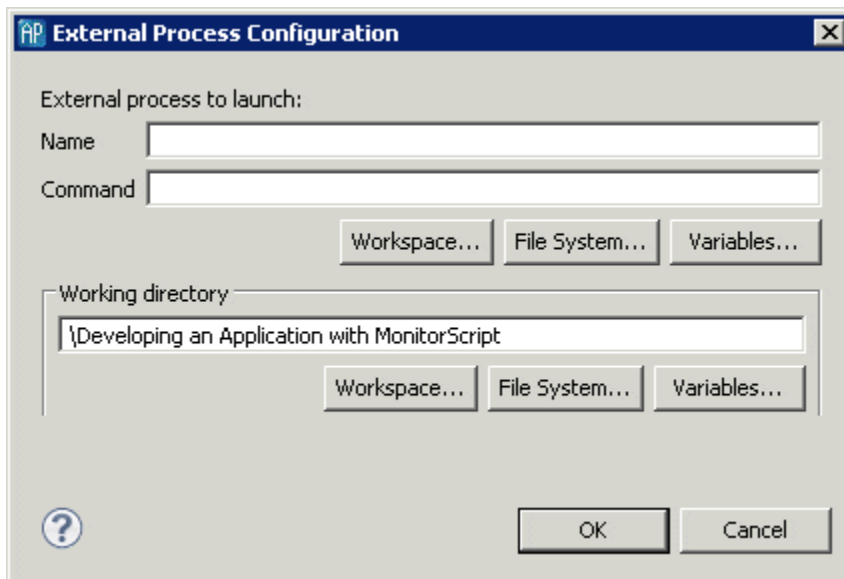 AP External Process Configuration
External process to launch:
Name
Command
Workspace... File System... Variables...
Working directory
\Developing an Application with MonitorScript
Workspace... File System... Variables...
? OK Cancel